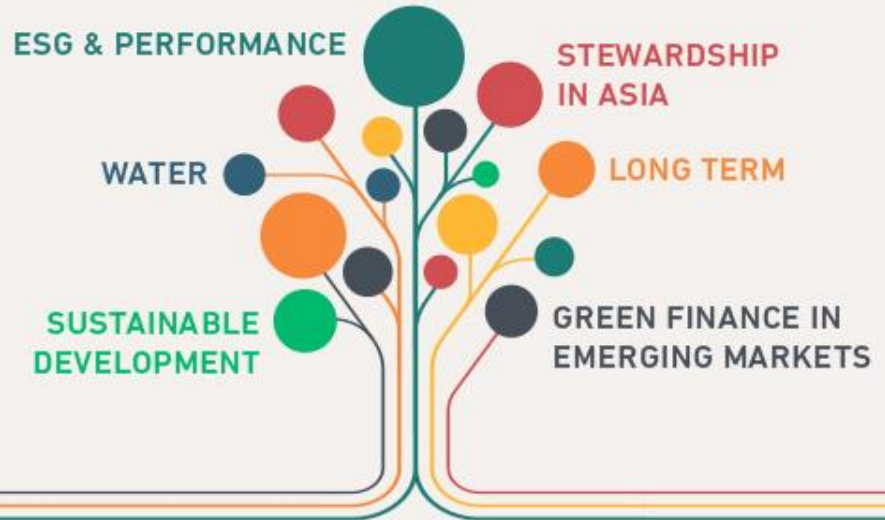 ESG & PERFORMANCE
STEWARDSHIP
IN ASIA
WATER
LONG TERM
SUSTAINABLE
DEVELOPMENT
GREEN FINANCE IN
EMERGING MARKETS